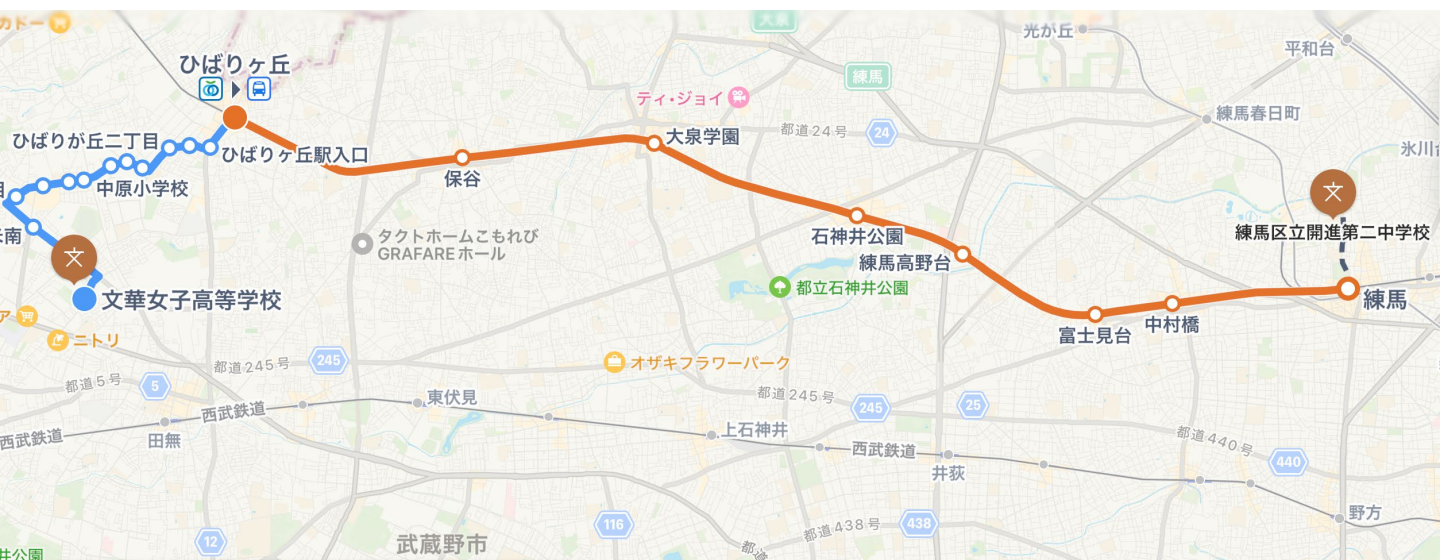 カドー
大泉
光が丘
平和台
ひばりヶ丘
練馬
ティ・ジョイ
都道24号
24
練馬春日町
ひばりが丘二丁目
ひばりヶ丘駅入口
大泉学園
氷川台
保谷
中原小学校
目
石神井公園
練馬区立開進第二中学校
南
タクトホームこもれび
GRAFAREホール
練馬高野台
都立石神井公園
文
文
文華女子高等学校
練馬
中村橋
富士見台
ア
ニトリ
都道245号
245
オザキフラワーパーク
都道5号
5
西武鉄道
東伏見
都道245号
245
25
西武鉄道
田無
上石神井
西武鉄道
都道440号
440
井荻
野方
116
都道438号
438
12
武蔵野市
都道
井公園